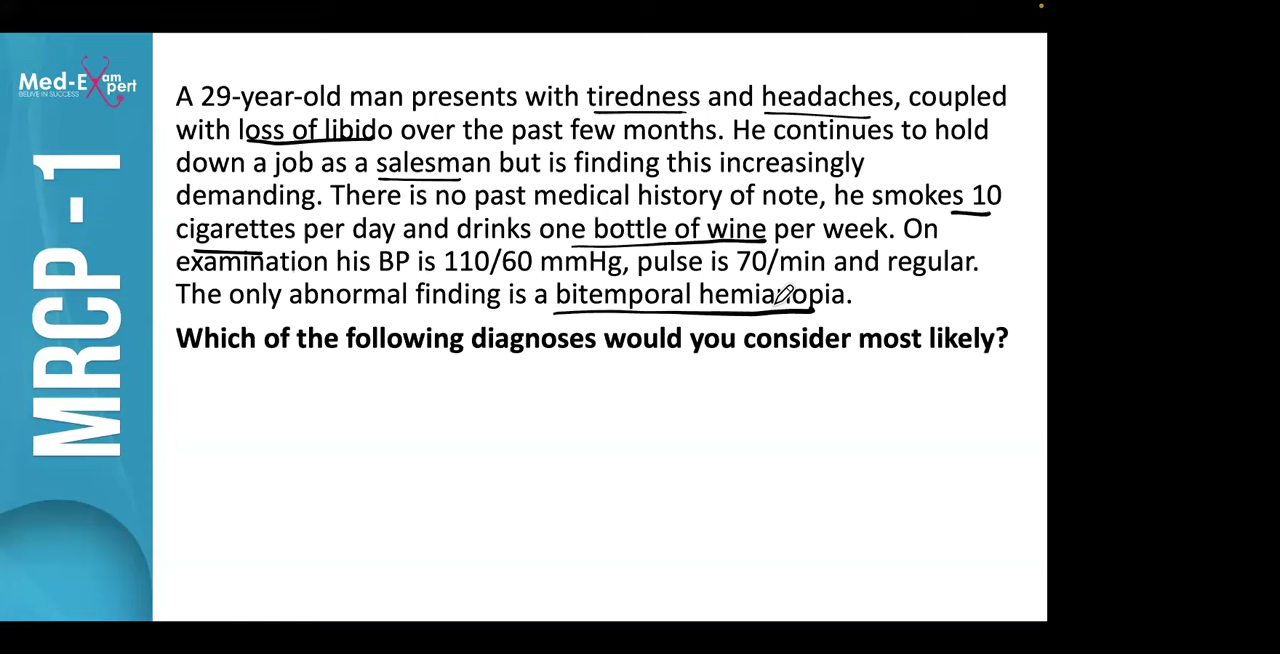 Med-Exam
pert
BELIVE IN SUCCESS
MRCP - 1
A 29-year-old man presents with tiredness and headaches, coupled
with loss of libido over the past few months. He continues to hold
down a job as a salesman but is finding this increasingly
demanding. There is no past medical history of note, he smokes 10
cigarettes per day and drinks one bottle of wine per week. On
examination his BP is 110/60 mmHg, pulse is 70/min and regular.
The only abnormal finding is a bitemporal hemianopia.
Which of the following diagnoses would you consider most likely?